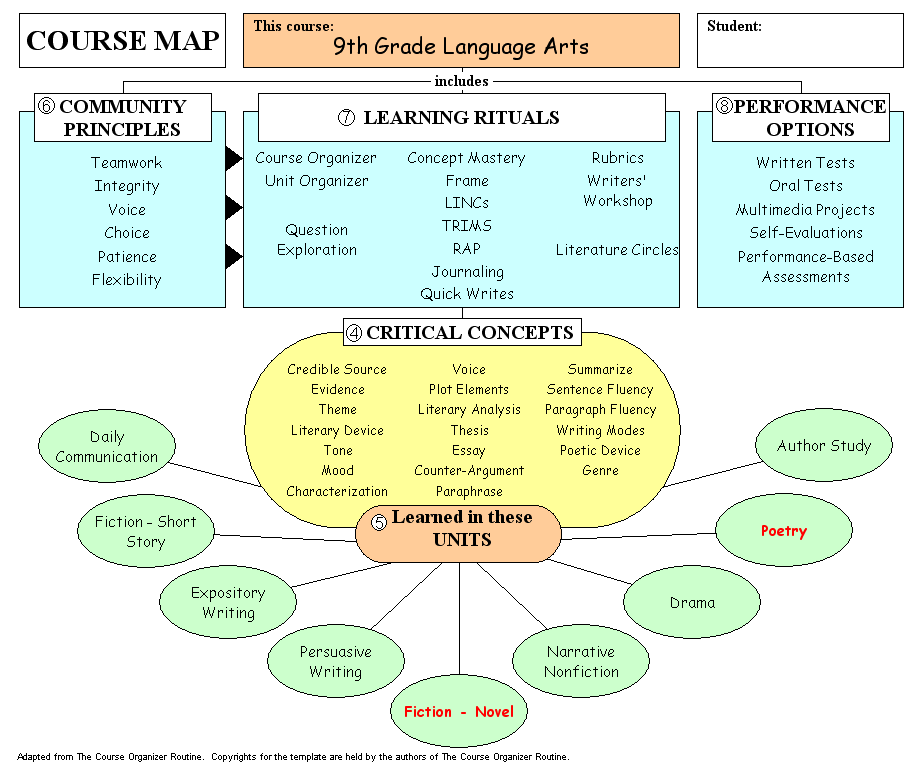 COURSE MAP
This course:
9th Grade Language Arts
Student:
includes
⑥ COMMUNITY
PRINCIPLES
Teamwork
Integrity
Voice
Choice
Patience
Flexibility
⑦ LEARNING RITUALS
Course Organizer
Unit Organizer
Question
Exploration
Concept Mastery
Frame
LINCs
TRIMS
RAP
Journaling
Quick Writes
Rubrics
Writers'
Workshop
Literature Circles
⑧ PERFORMANCE
OPTIONS
Written Tests
Oral Tests
Multimedia Projects
Self-Evaluations
Performance-Based
Assessments
④ CRITICAL CONCEPTS
Credible Source
Evidence
Theme
Literary Device
Tone
Mood
Characterization
Voice
Plot Elements
Literary Analysis
Thesis
Essay
Counter-Argument
Paraphrase
Summarize
Sentence Fluency
Paragraph Fluency
Writing Modes
Poetic Device
Genre
⑤ Learned in these
UNITS
Daily
Communication
Fiction - Short
Story
Expository
Writing
Persuasive
Writing
Fiction - Novel
Narrative
Nonfiction
Drama
Poetry
Author Study
Adapted from The Course Organizer Routine. Copyrights for the template are held by the authors of The Course Organizer Routine.